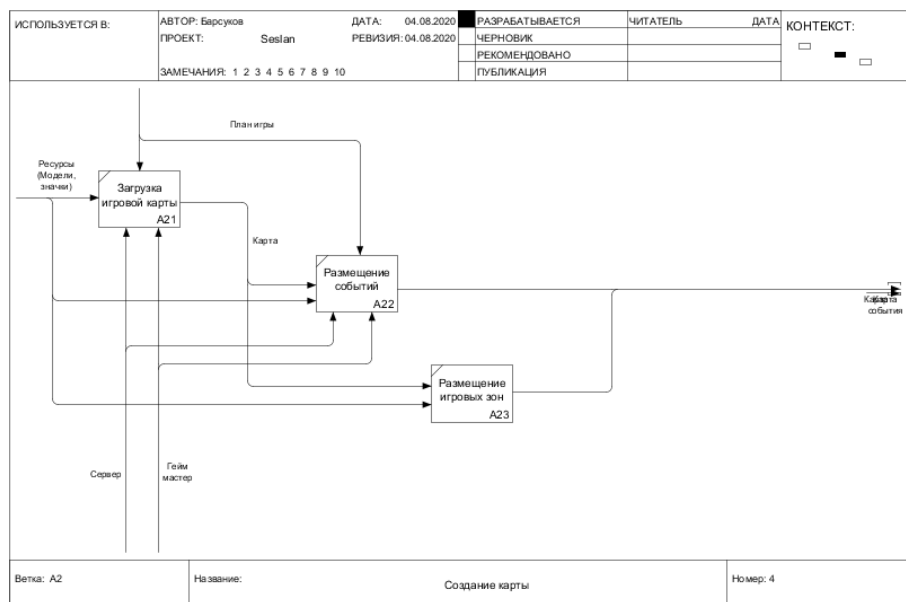 ИСПОЛЬЗУЕТСЯ В:
АВТОР: Барсуков
ДАТА: 04.08.2020
ПРОЕКТ: Seslan
РЕВИЗИЯ: 04.08.2020
ЗАМЕЧАНИЯ: 1 2 3 4 5 6 7 8 9 10
РАЗРАБАТЫВАЕТСЯ
ЧЕРНОВИК
РЕКОМЕНДОВАНО
ПУБЛИКАЦИЯ
ЧИТАТЕЛЬ
ДАТА
КОНТЕКСТ:
План игры
Ресурсы
(Модели,
значки)
Загрузка
игровой карты
A21
Карта
Размещение
событий
A22
Карта
события
Размещение
игровых зон
A23
Сервер
Гейм
мастер
Ветка: A2
Название:
Создание карты
Номер: 4